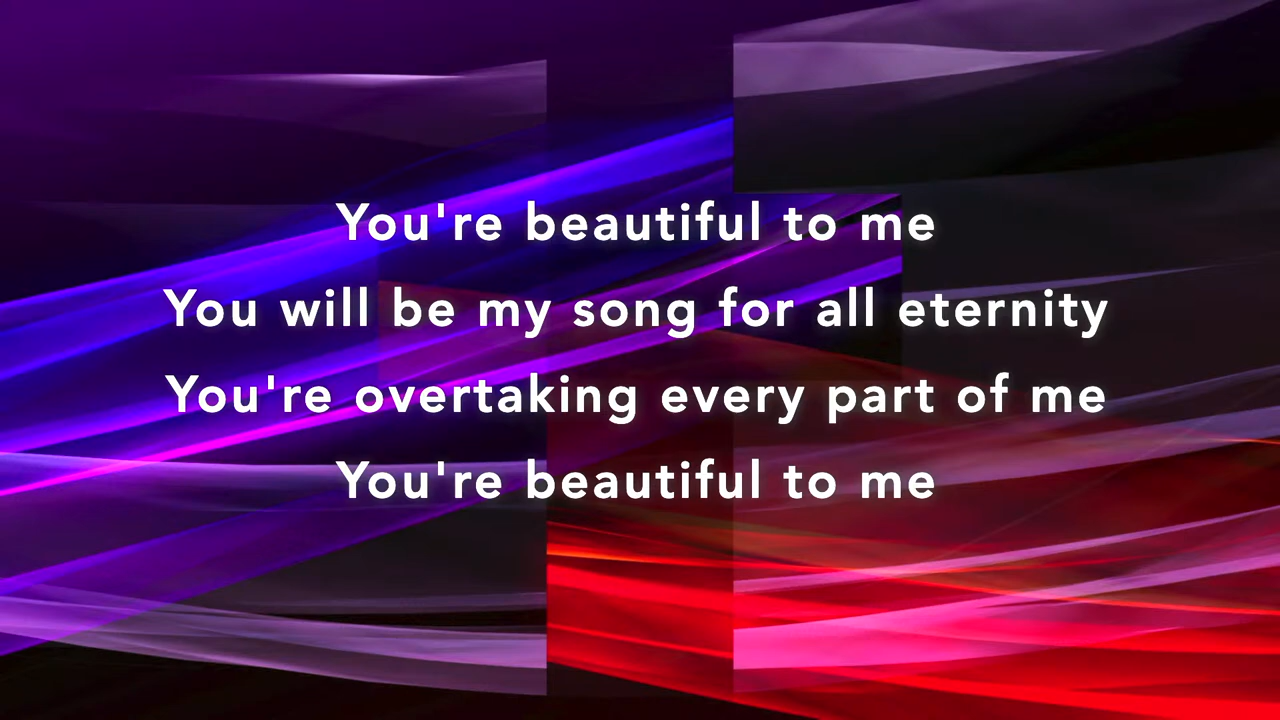 You're beautiful to me
You will be my song for all eternity
You're overtaking every part of me
You're beautiful to me